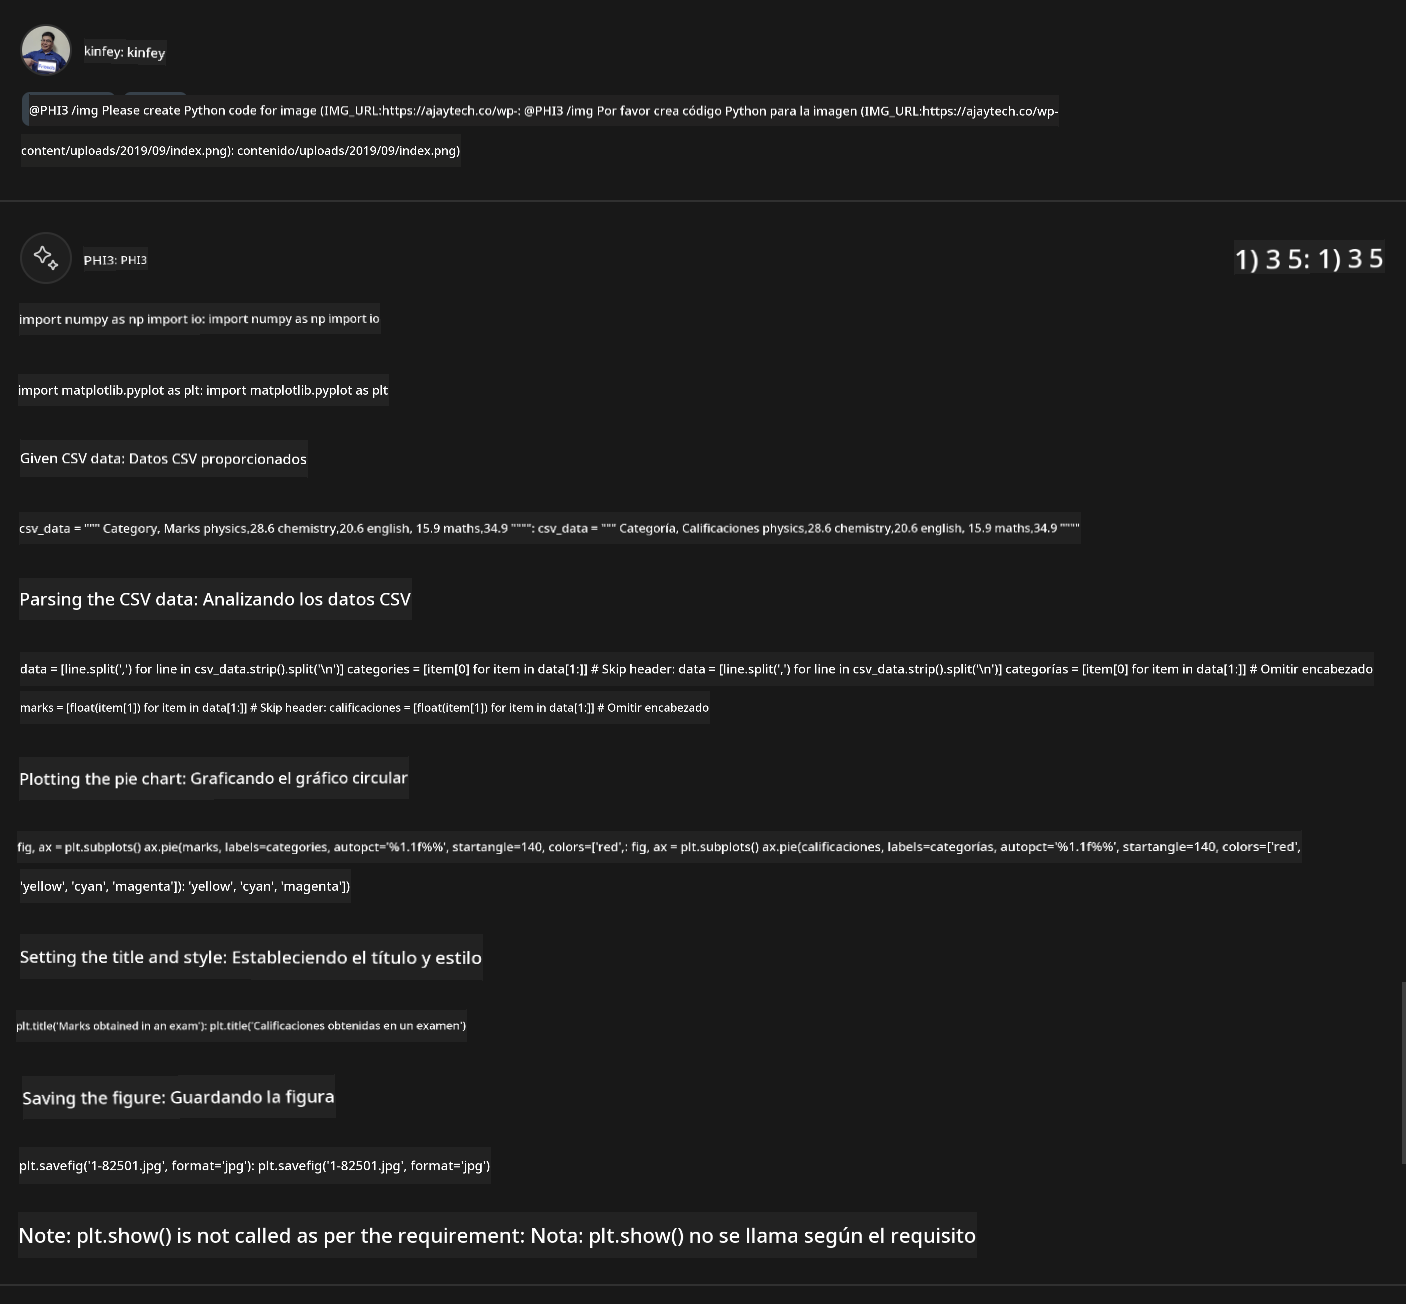 kinfey: kinfey
@PHI3 /img Please create Python code for image (IMG_URL:https://ajaytech.co/wp-: @PHI3 /img Por favor crea código Python para la imagen (IMG_URL:https://ajaytech.co/wp-
content/uploads/2019/09/index.png): contenido/uploads/2019/09/index.png)
PHI3: PHI3
1) 3 5: 1) 3 5
import numpy as np import io: import numpy as np import io
import matplotlib.pyplot as plt: import matplotlib.pyplot as plt
Given CSV data: Datos CSV proporcionados
csv_data = """ Category, Marks physics,28.6 chemistry,20.6 english, 15.9 maths,34.9 """": csv_data = """ Categoría, Calificaciones physics,28.6 chemistry,20.6 english, 15.9 maths,34.9 """"
Parsing the CSV data: Analizando los datos CSV
data = [line.split(',') for line in csv_data.strip().split('\n')] categories = [item[0] for item in data[1:]] # Skip header: data = [line.split(',') for line in csv_data.strip().split('\n')] categorías = [item[0] for item in data[1:]] # Omitir encabezado
marks = [float(item[1]) for item in data[1:]] # Skip header: calificaciones = [float(item[1]) for item in data[1:]] # Omitir encabezado
Plotting the pie chart: Graficando el gráfico circular
fig, ax = plt.subplots() ax.pie(marks, labels=categories, autopct='%1.1f%%', startangle=140, colors=['red',: fig, ax = plt.subplots() ax.pie(calificaciones, labels=categorías, autopct='%1.1f%%', startangle=140, colors=['red',
'yellow', 'cyan', 'magenta']): 'yellow', 'cyan', 'magenta'])
Setting the title and style: Estableciendo el título y estilo
plt.title('Marks obtained in an exam'): plt.title('Calificaciones obtenidas en un examen')
Saving the figure: Guardando la figura
plt.savefig('1-82501.jpg', format='jpg'): plt.savefig('1-82501.jpg', format='jpg')
Note: plt.show() is not called as per the requirement: Nota: plt.show() no se llama según el requisito